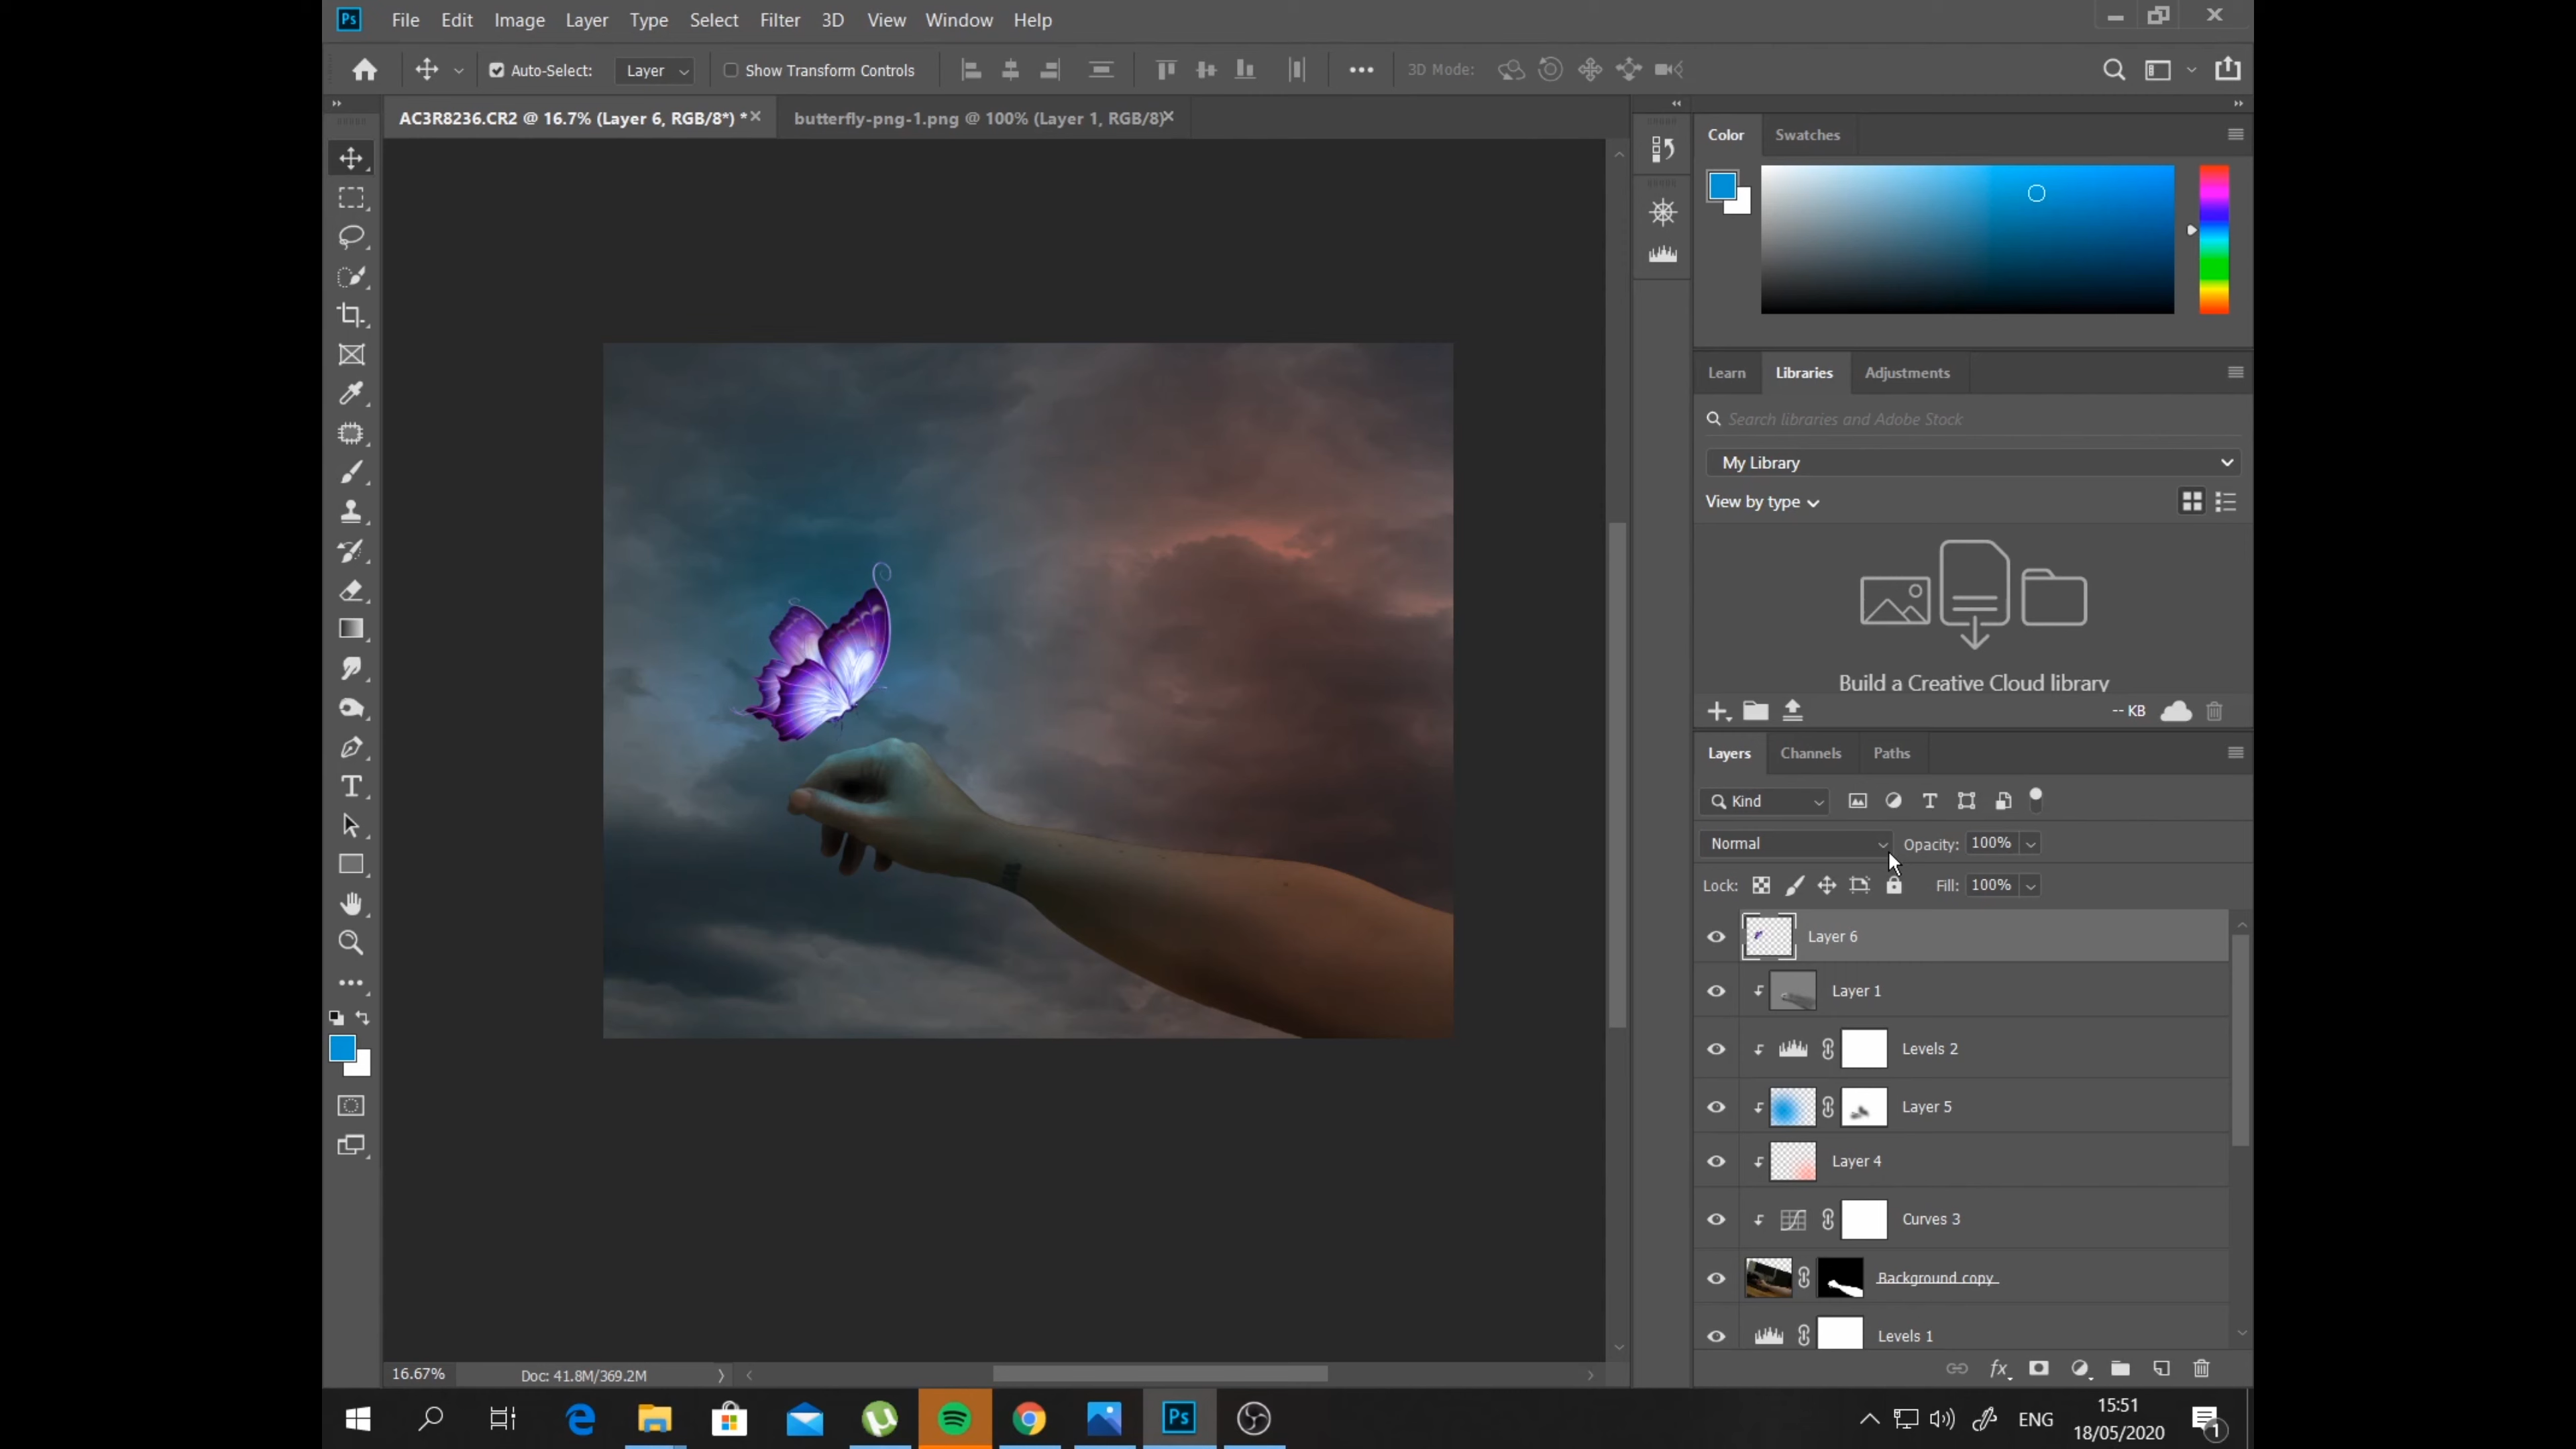 Ps File Edit Image Layer Type Select Filter 3D View Window Help
Auto-Select: Layer Show Transform Controls 3D Mode:
AC3R8236.CR2 @ 16.7% (Layer 6, RGB/8*) * butterfly-png-1.png @ 100% (Layer 1, RGB/8)
Color Swatches
Learn Libraries Adjustments
Search libraries and Adobe Stock
My Library
View by type
Build a Creative Cloud library
-- KB
Layers Channels Paths
Kind
Normal Opacity: 100%
Lock: Fill: 100%
Layer 6
Layer 1
Levels 2
Layer 5
Layer 4
Curves 3
Background copy
Levels 1
fx
16.67% Doc: 41.8M/369.2M
Ps ENG 15:51
18/05/2020
1